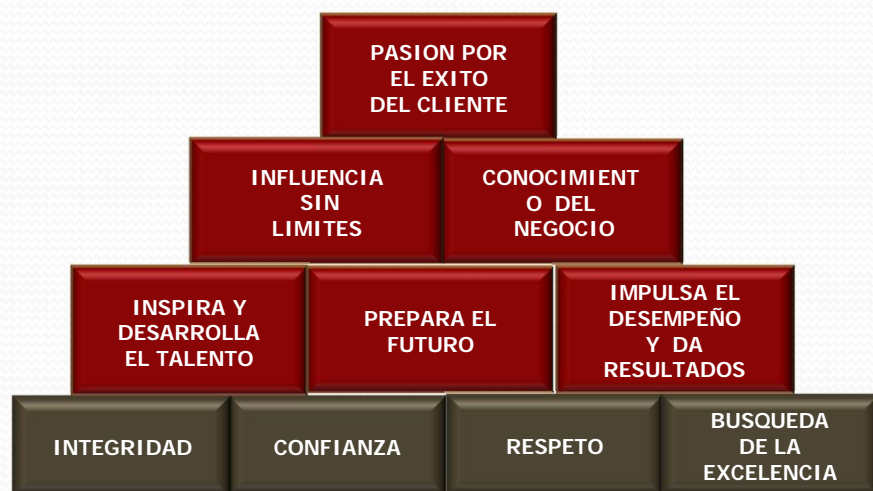 PASION POR
EL EXITO
DEL CLIENTE
INFLUENCIA
SIN
LIMITES
CONOCIMIENT
O DEL
NEGOCIO
INSPIRA Y
DESARROLLA
EL TALENTO
PREPARA EL
FUTURO
IMPULSA EL
DESEMPEÑO
Y DA
RESULTADOS
INTEGRIDAD
CONFIANZA
RESPETO
BUSQUEDA
DE LA
EXCELENCIA